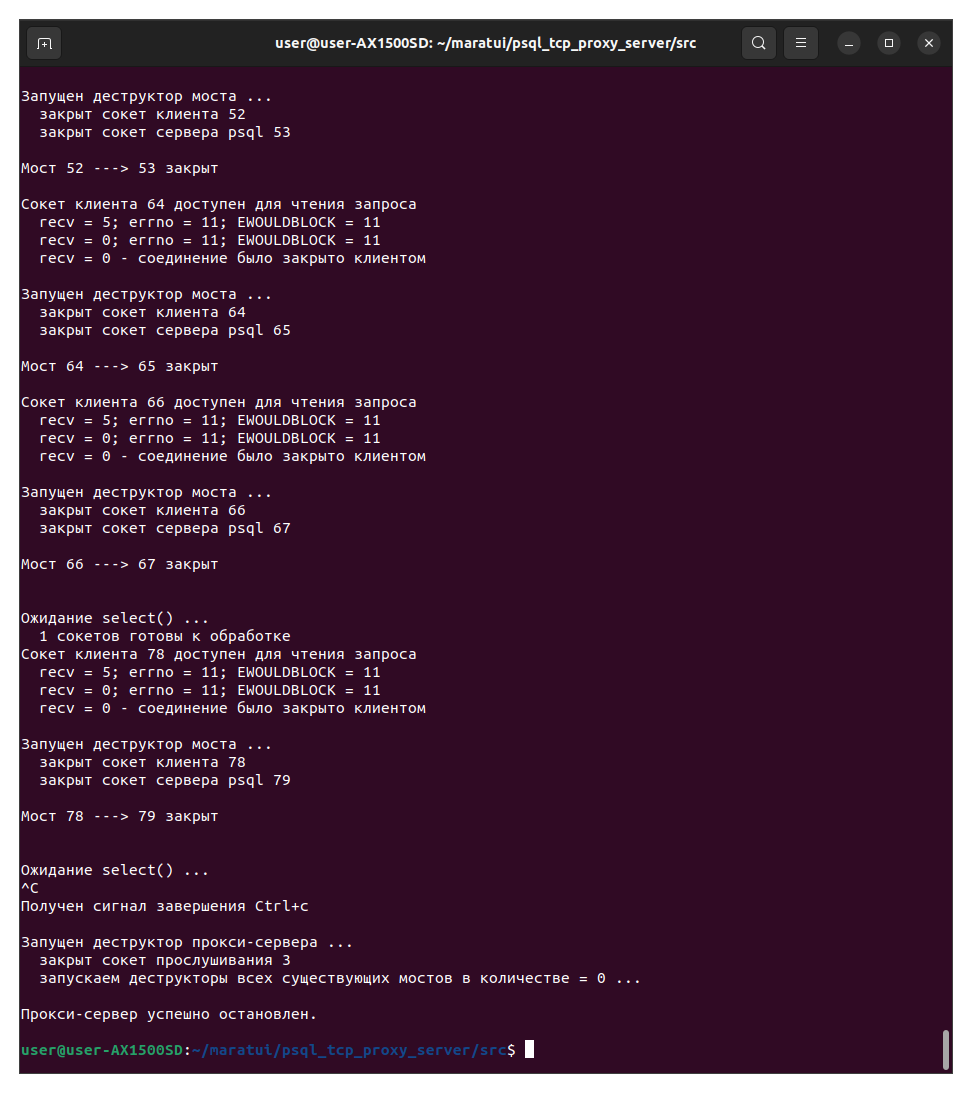 user@user-AX1500SD: ~/maratui/psql_tcp_proxy_server/src
Запущен деструктор моста ...
закрыт сокет клиента 52
закрыт сокет сервера psql 53
Мост 52 ---> 53 закрыт
Сокет клиента 64 доступен для чтения запроса
recv = 5; errno = 11; EWOULDBLOCK = 11
recv = 0; errno = 11; EWOULDBLOCK = 11
recv = 0 - соединение было закрыто клиентом
Запущен деструктор моста ...
закрыт сокет клиента 64
закрыт сокет сервера psql 65
Мост 64 ---> 65 закрыт
Сокет клиента 66 доступен для чтения запроса
recv = 5; errno = 11; EWOULDBLOCK = 11
recv = 0; errno = 11; EWOULDBLOCK = 11
recv = 0 - соединение было закрыто клиентом
Запущен деструктор моста ...
закрыт сокет клиента 66
закрыт сокет сервера psql 67
Мост 66 ---> 67 закрыт
Ожидание select() ...
1 сокетов готовы к обработке
Сокет клиента 78 доступен для чтения запроса
recv = 5; errno = 11; EWOULDBLOCK = 11
recv = 0; errno = 11; EWOULDBLOCK = 11
recv = 0 - соединение было закрыто клиентом
Запущен деструктор моста ...
закрыт сокет клиента 78
закрыт сокет сервера psql 79
Мост 78 ---> 79 закрыт
Ожидание select() ...
^C
Получен сигнал завершения Ctrl+c
Запущен деструктор прокси-сервера ...
закрыт сокет прослушивания 3
запускаем деструкторы всех существующих мостов в количестве = 0 ...
Прокси-сервер успешно остановлен.
user@user-AX1500SD:~/maratui/psql_tcp_proxy_server/src$